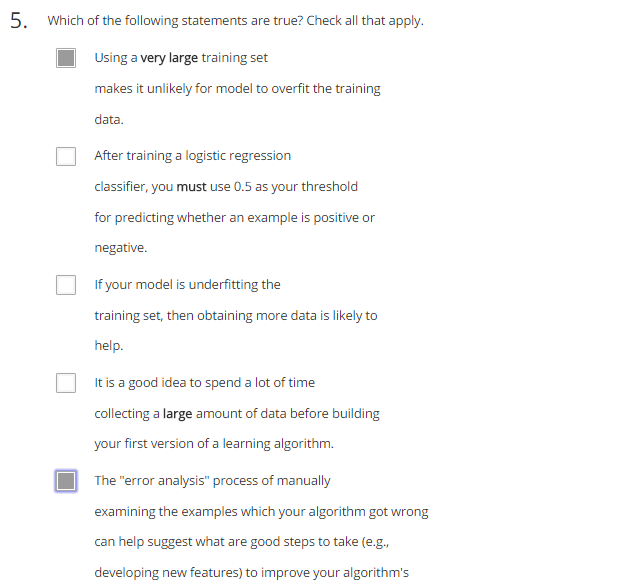 5. Which of the following statements are true? Check all that apply.
Using a very large training set
makes it unlikely for model to overfit the training
data.
After training a logistic regression
classifier, you must use 0.5 as your threshold
for predicting whether an example is positive or
negative.
If your model is underfitting the
training set, then obtaining more data is likely to
help.
It is a good idea to spend a lot of time
collecting a large amount of data before building
your first version of a learning algorithm.
The "error analysis" process of manually
examining the examples which your algorithm got wrong
can help suggest what are good steps to take (e.g.,
developing new features) to improve your algorithm's